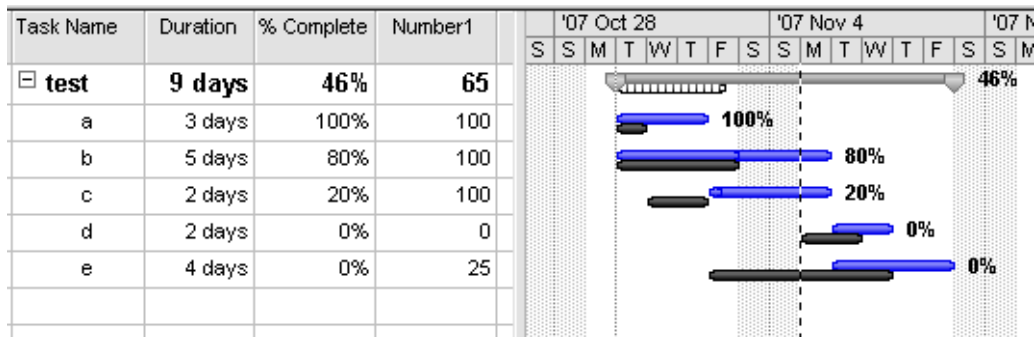 Task Name Duration % Complete Number1 '07 Oct 28 '07 Nov 4 '07
S S M T W T F S S M T W T F S S M
test 9 days 46% 65 46%
a 3 days 100% 100 100%
b 5 days 80% 100 80%
c 2 days 20% 100 20%
d 2 days 0% 0 0%
e 4 days 0% 25 0%